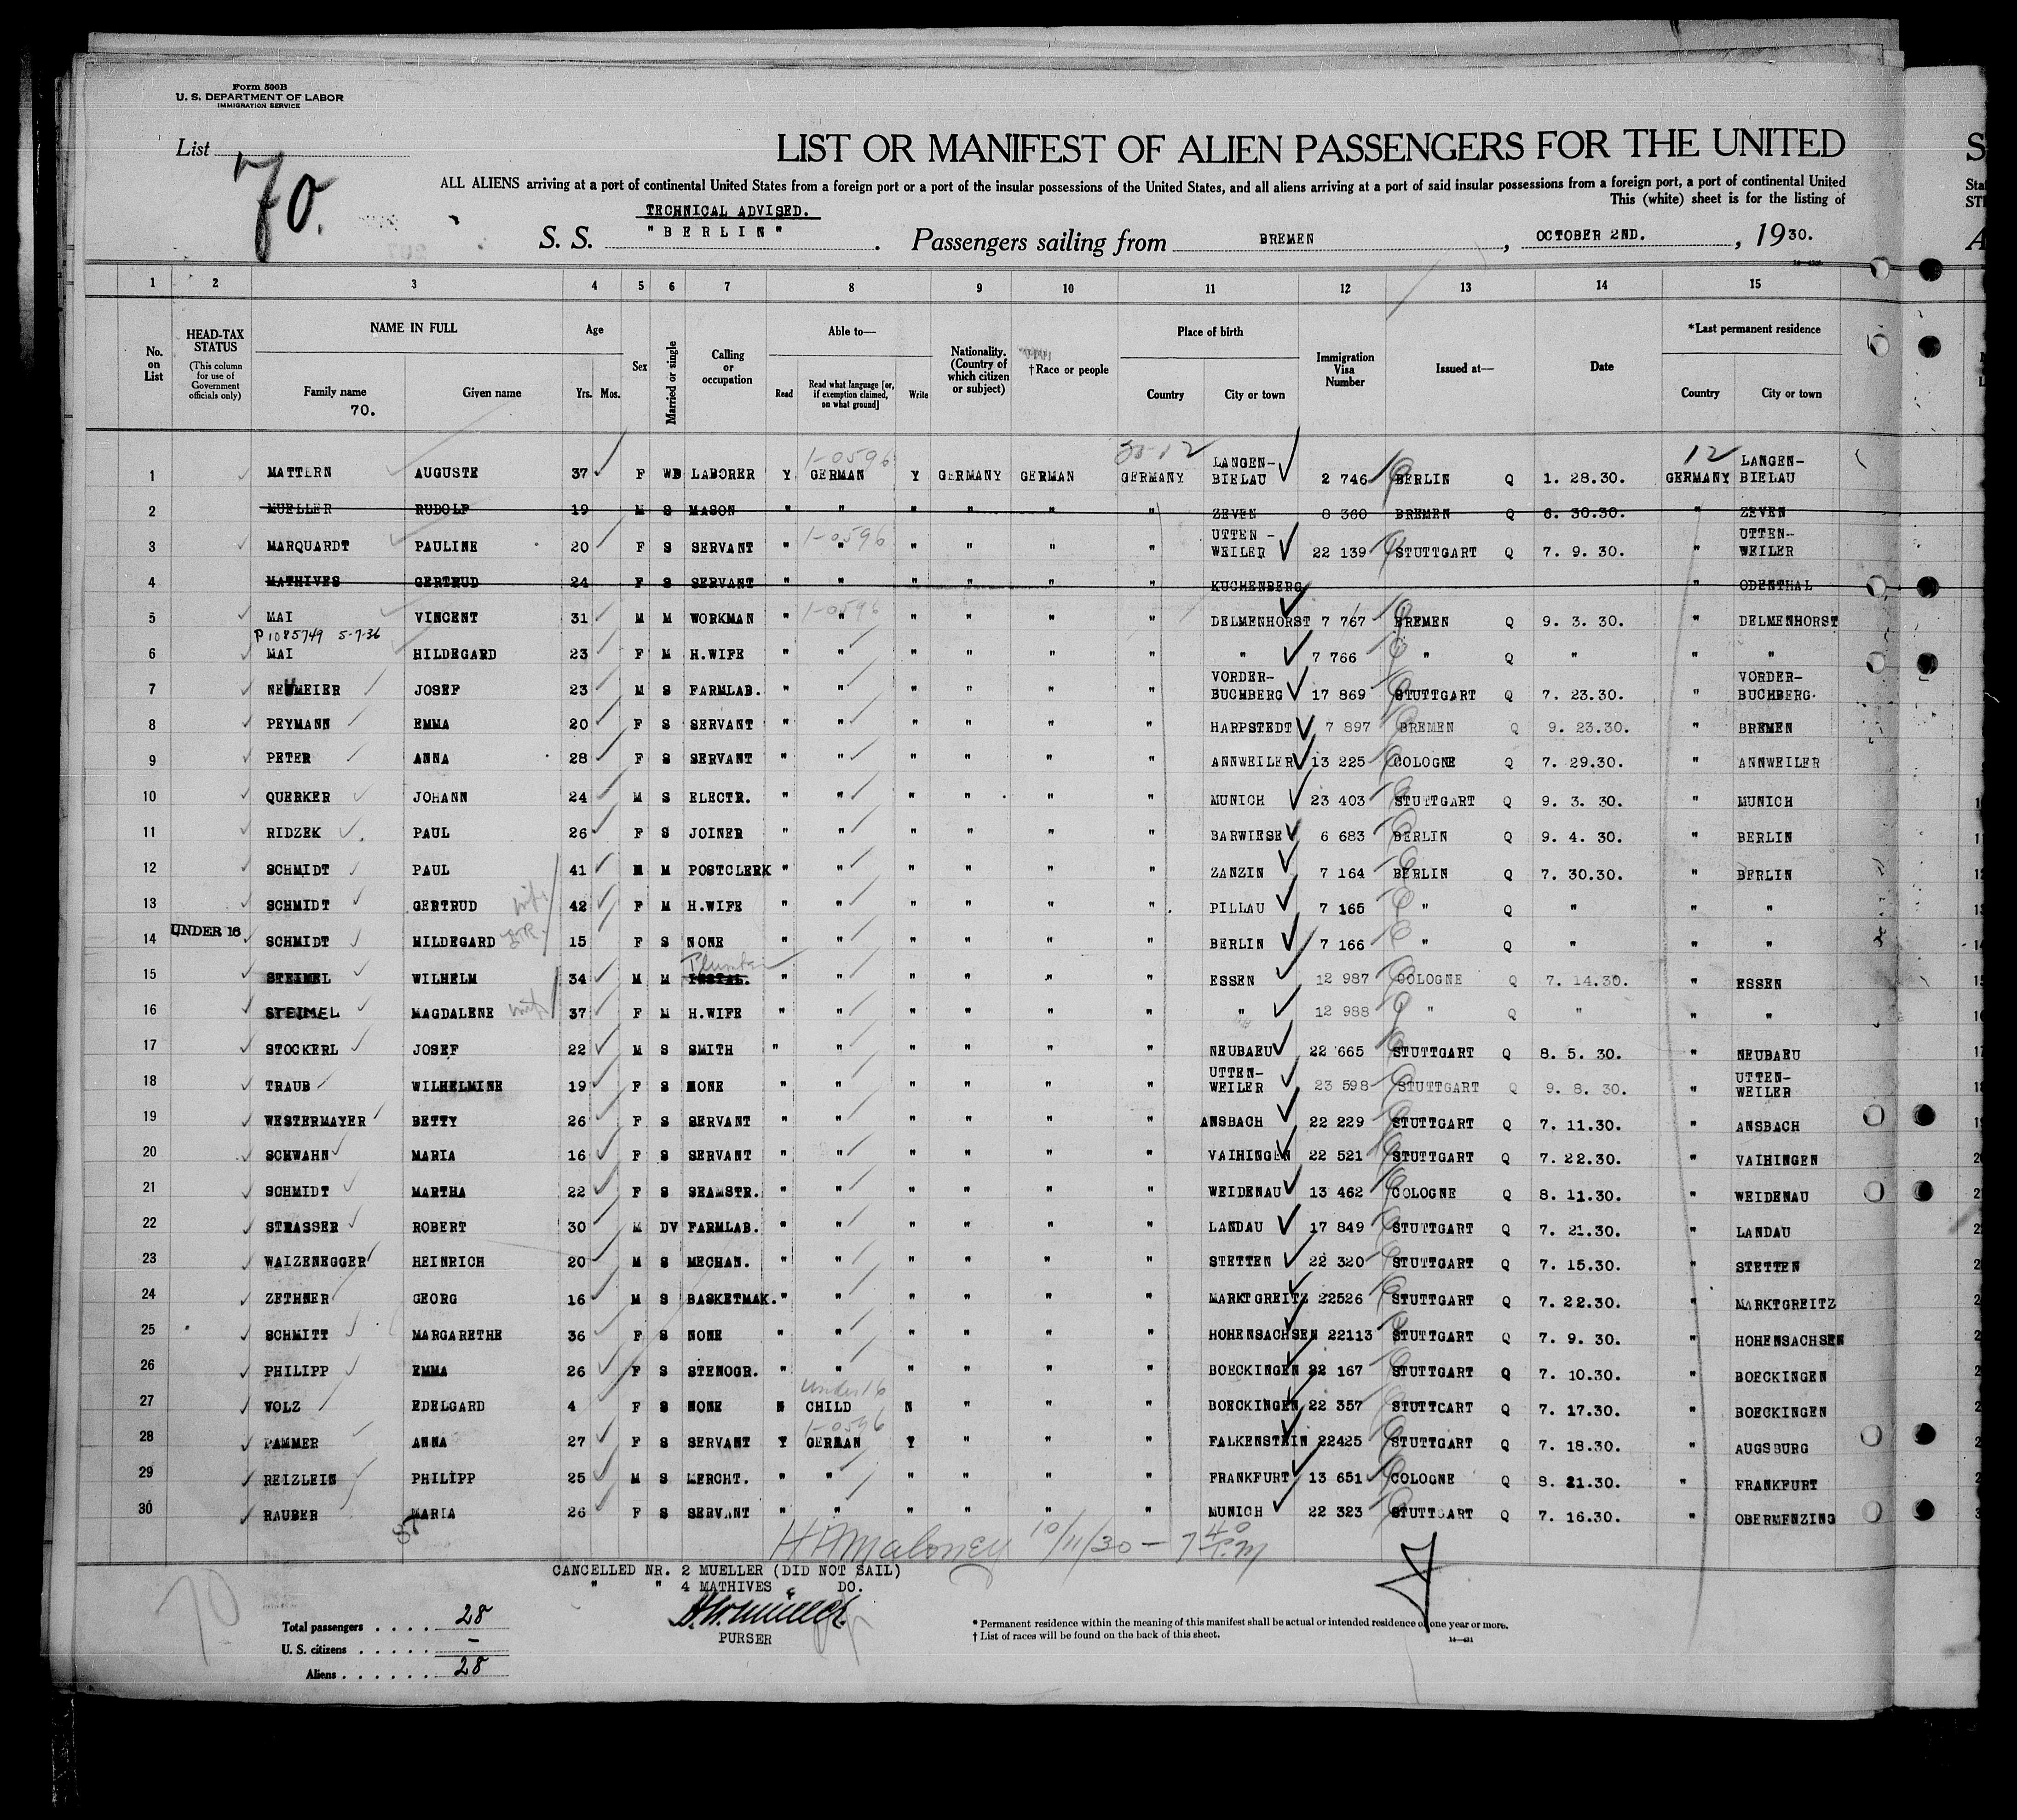 Form 500B
U. S. DEPARTMENT OF LABOR
IMMIGRATION SERVICE
List
70.
LIST OR MANIFEST OF ALIEN PASSENGERS FOR THE UNITED
ALL ALIENS arriving at a port of continental United States from a foreign port or a port of the insular possessions of the United States, and all aliens arriving at a port of said insular possessions from a foreign port, a port of continental United
This (white) sheet is for the listing of
TECHNICAL ADVISED.
S. S. "BERLIN" . Passengers sailing from BREMEN , OCTOBER 2ND. , 1930.
1 2 3 4 5 6 7 8 9 10 11 12 13 14 15
No. on List
HEAD-TAX STATUS (This column for use of Government officials only)
NAME IN FULL
Family name 70.
Given name
Age Yrs. Mos.
Sex
Married or single
Calling or occupation
Able to—
Read
Read what language [or, if exemption claimed, on what ground]
Write
Nationality. (Country of which citizen or subject)
†Race or people
Place of birth
Country
City or town
Immigration Visa Number
Issued at—
Date
*Last permanent residence
Country
City or town
1-0596 12
1 MATTERN AUGUSTE 37 F WD LABORER Y GERMAN Y GERMANY GERMAN GERMANY LANGEN-BIELAU 2 746 BERLIN Q 1. 28.30. GERMANY LANGEN-BIELAU
2 MUELLER RUDOLF 19 M S MASON " " " " " " ZEVEN 8 360 BREMEN Q 6. 30.30. " ZEVEN
1-0596
3 MARQUARDT PAULINE 20 F S SERVANT " " " " " " UTTEN-WEILER 22 139 STUTTGART Q 7. 9. 30. " UTTEN-WEILER
4 MATHIVES GERTRUD 24 F S SERVANT " " " " " " KUCHENBERG " ODENTHAL
1-0596
5 MAI VINCENT 31 M M WORKMAN " " " " " " DELMENHORST 7 767 BREMEN Q 9. 3. 30. " DELMENHORST
P1085749 5-7-36
6 MAI HILDEGARD 23 F M H.WIFE " " " " " " " 7 766 " Q " " "
7 NEUMEIER JOSEF 23 M S FARMLAB. " " " " " " VORDER-BUCHBERG 17 869 STUTTGART Q 7. 23.30. " VORDER-BUCHBERG.
8 PEYMANN EMMA 20 F S SERVANT " " " " " " HARPSTEDT 7 897 BREMEN Q 9. 23.30. " BREMEN
9 PETER ANNA 28 F S SERVANT " " " " " " ANNWEILER 13 225 COLOGNE Q 7. 29.30. " ANNWEILER
10 QUERKER JOHANN 24 M S ELECTR. " " " " " " MUNICH 23 403 STUTTGART Q 9. 3. 30. " MUNICH
11 RIDZEK PAUL 26 F S JOINER " " " " " " BARWIESE 6 683 BERLIN Q 9. 4. 30. " BERLIN
12 SCHMIDT PAUL 41 M M POSTCLERK " " " " " " ZANZIN 7 164 BERLIN Q 7. 30.30. " BERLIN
13 SCHMIDT GERTRUD wife 42 F M H.WIFE " " " " " " PILLAU 7 165 " Q " " "
14 UNDER 16 SCHMIDT HILDEGARD 15 F S NONE " " " " " " BERLIN 7 166 " Q " " "
Plumber
15 STEIMEL WILHELM 34 M M INSTAL. " " " " " " ESSEN 12 987 COLOGNE Q 7. 14.30. " ESSEN
16 STEIMEL MAGDALENE wife 37 F M H.WIFE " " " " " " " 12 988 " Q " " "
17 STOCKERL JOSEF 22 M S SMITH " " " " " " NEUBAEU 22 665 STUTTGART Q 8. 5. 30. " NEUBAEU
18 TRAUB WILHELMINE 19 F S NONE " " " " " " UTTEN-WEILER 23 598 STUTTGART Q 9. 8. 30. " UTTEN-WEILER
19 WESTERMAYER BETTY 26 F S SERVANT " " " " " " ANSBACH 22 229 STUTTGART Q 7. 11.30. " ANSBACH
20 SCHWAHN MARIA 16 F S SERVANT " " " " " " VAIHINGEN 22 521 STUTTGART Q 7. 22.30. " VAIHINGEN
21 SCHMIDT MARTHA 22 F S SEAMSTR. " " " " " " WEIDENAU 13 462 COLOGNE Q 8. 11.30. " WEIDENAU
22 STRASSER ROBERT 30 M DV FARMLAB. " " " " " " LANDAU 17 849 STUTTGART Q 7. 21.30. " LANDAU
23 WAIZENEGGER HEINRICH 20 M S MECHAN. " " " " " " STETTEN 22 320 STUTTGART Q 7. 15.30. " STETTEN
24 ZETHNER GEORG 16 M S BASKETMAK. " " " " " " MARKTGREITZ 22526 STUTTGART Q 7. 22.30. " MARKTGREITZ
25 SCHMITT MARGARETHE 36 F S NONE " " " " " " HOHENSACHSEN 22113 STUTTGART Q 7. 9. 30. " HOHENSACHSEN
26 PHILIPP EMMA 26 F S STENOGR. " " " " " " BOECKINGEN 22 167 STUTTGART Q 7. 10.30. " BOECKINGEN
under 16
27 VOLZ EDELGARD 4 F S NONE N CHILD N " " " BOECKINGEN 22 357 STUTTCART Q 7. 17.30. " BOECKINGEN
1-0596
28 PAMMER ANNA 27 F S SERVANT Y GERMAN Y " " " FALKENSTEIN 22425 STUTTGART Q 7. 18.30. " AUGSBURG
29 REIZLEIN PHILIPP 25 M S MERCHT. " " " " " " FRANKFURT 13 651 COLOGNE Q 8. 21.30. " FRANKFURT
30 RAUBER MARIA 26 F S SERVANT " " " " " " MUNICH 22 323 STUTTGART Q 7. 16.30. " OBERMENZING
HAMaloney 10/11/30 - 7 40 P.M
CANCELLED NR. 2 MUELLER (DID NOT SAIL)
" " 4 MATHIVES " DO.
70
PURSER
Total passengers . . . . 28
U. S. citizens . . . . . –
Aliens . . . . . . 28
* Permanent residence within the meaning of this manifest shall be actual or intended residence of one year or more.
† List of races will be found on the back of this sheet.